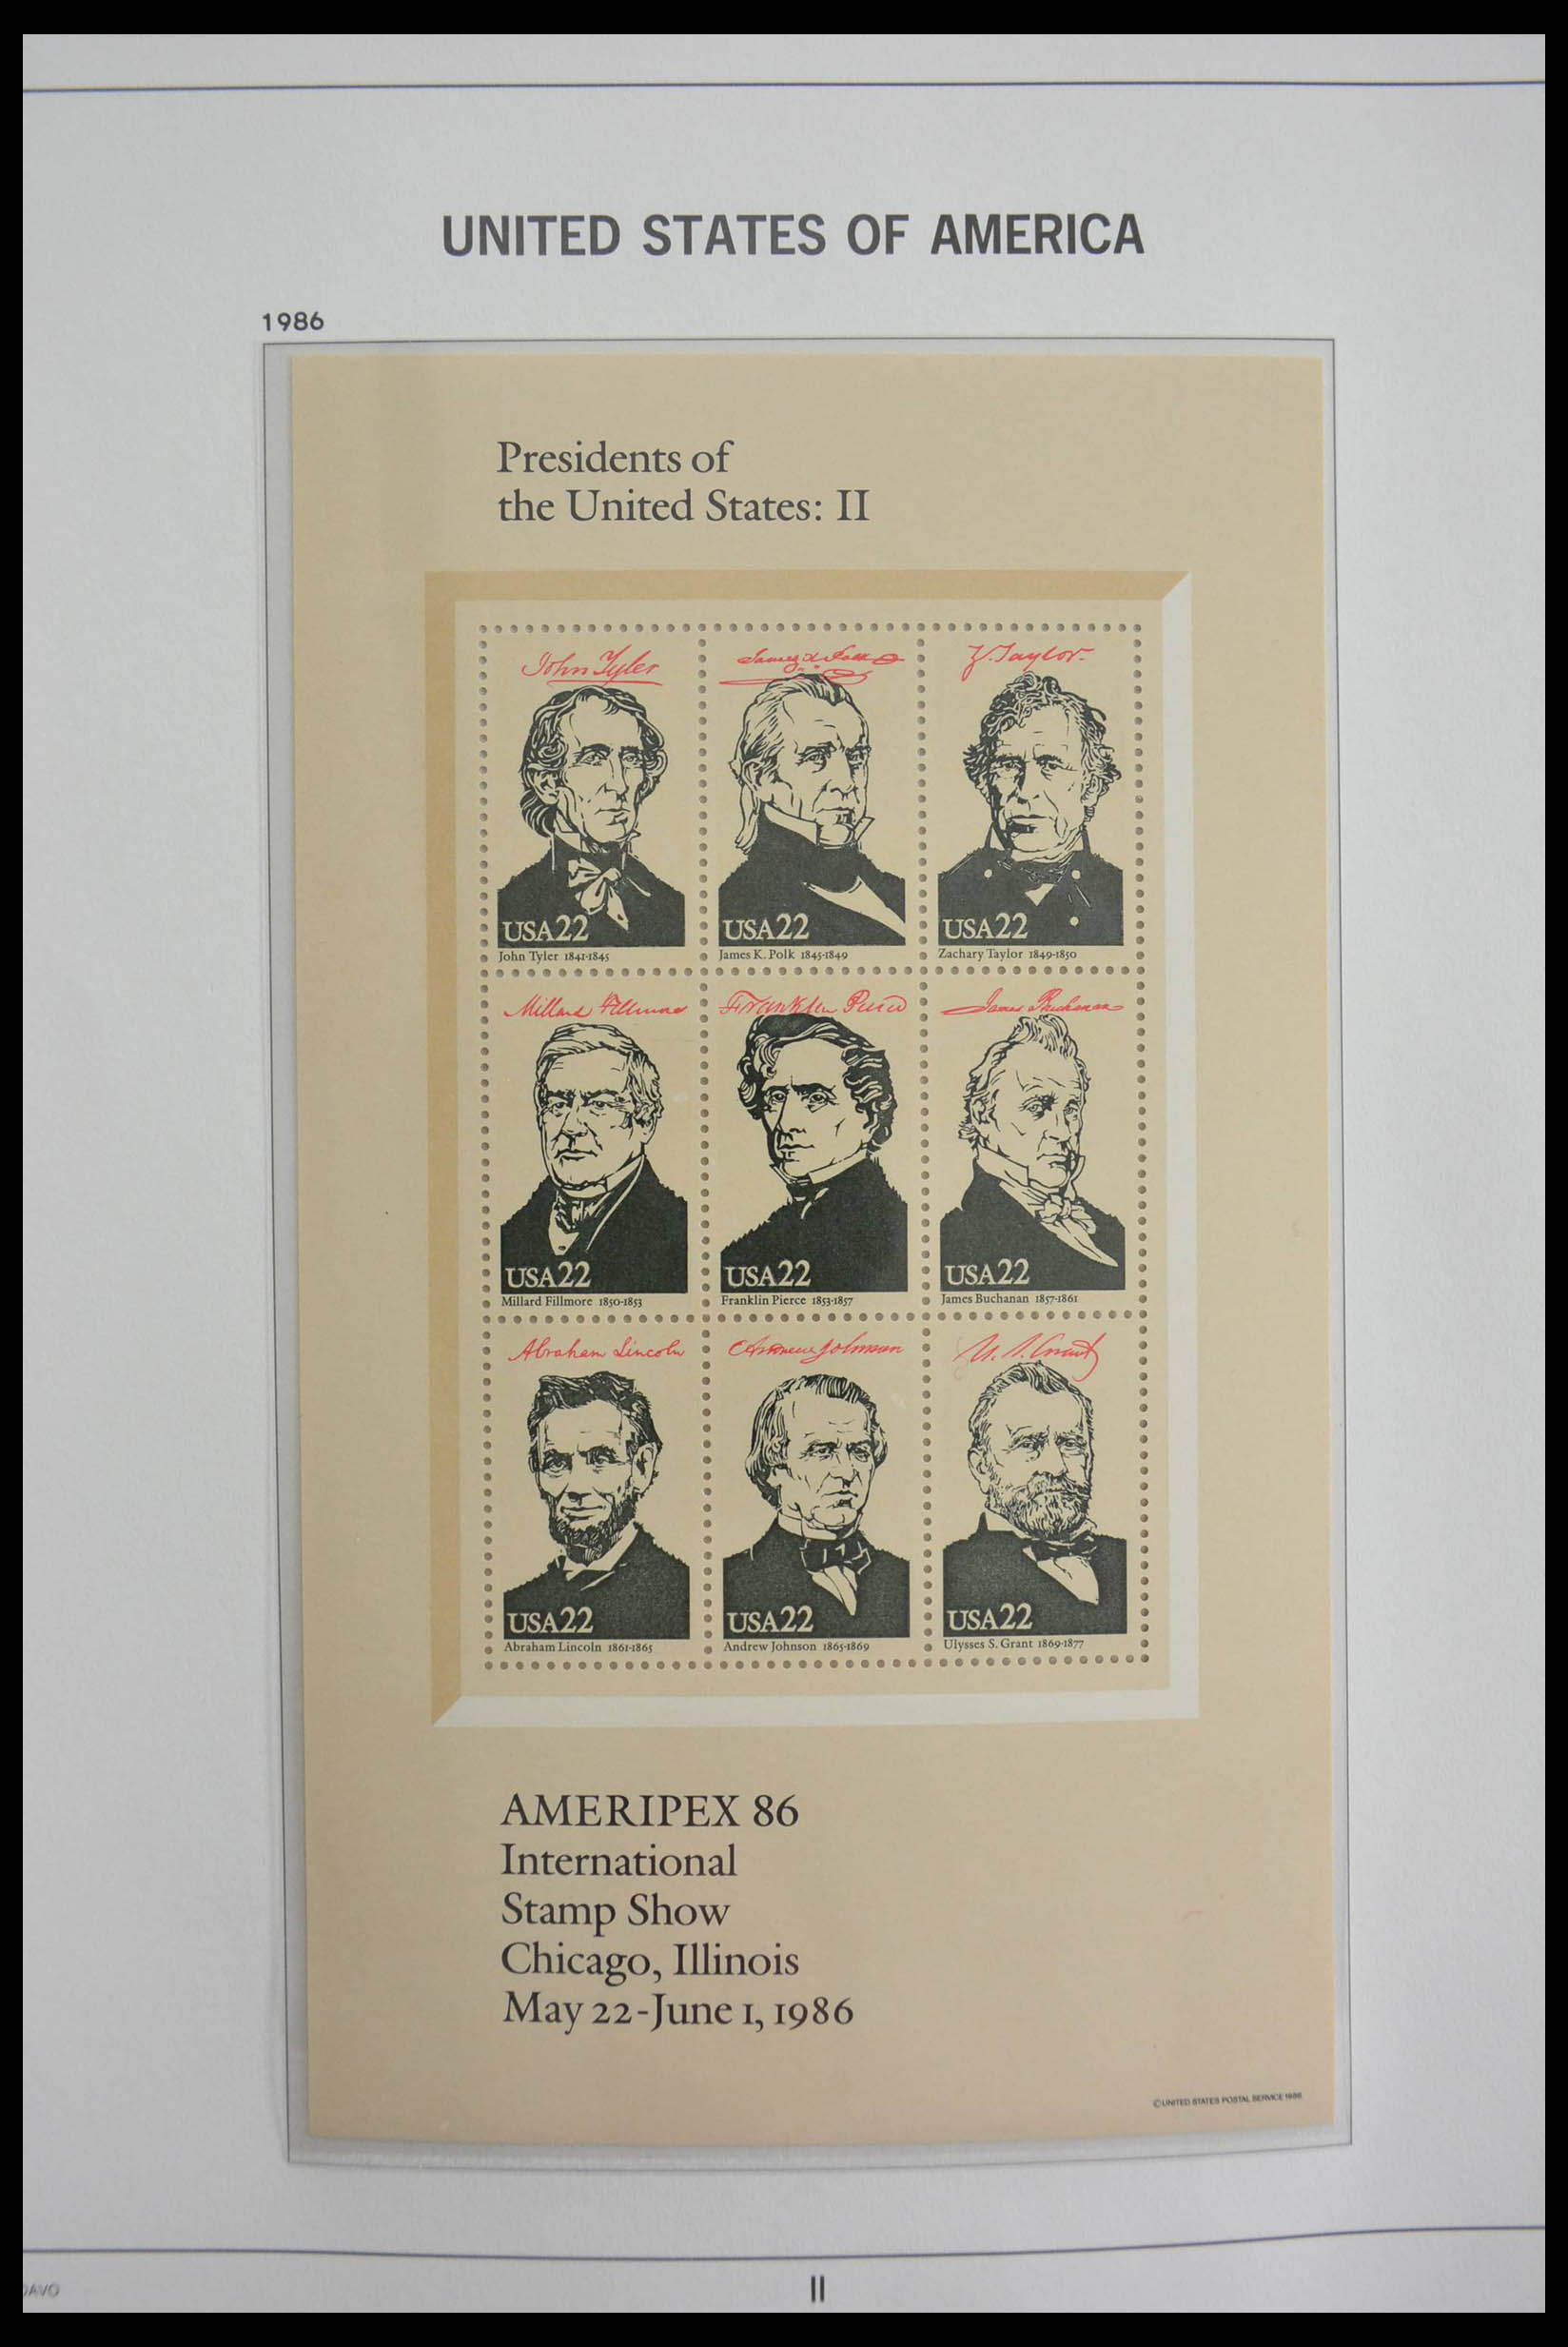 UNITED STATES OF AMERICA
1986
Presidents of
the United States: II
John Tyler
James K. Polk
Z. Taylor.
USA22
USA22
USA22
John Tyler 1841-1845
James K. Polk 1845-1849
Zachary Taylor 1849-1850
Millard Fillmore
Franklin Pierce
James Buchanan
USA22
USA22
USA22
Millard Fillmore 1850-1853
Franklin Pierce 1853-1857
James Buchanan 1857-1861
Abraham Lincoln
Andrew Johnson
U. S. Grant
USA22
USA22
USA22
Abraham Lincoln 1861-1865
Andrew Johnson 1865-1869
Ulysses S. Grant 1869-1877
AMERIPEX 86
International
Stamp Show
Chicago, Illinois
May 22-June 1, 1986
© UNITED STATES POSTAL SERVICE 1986
DAVO
II